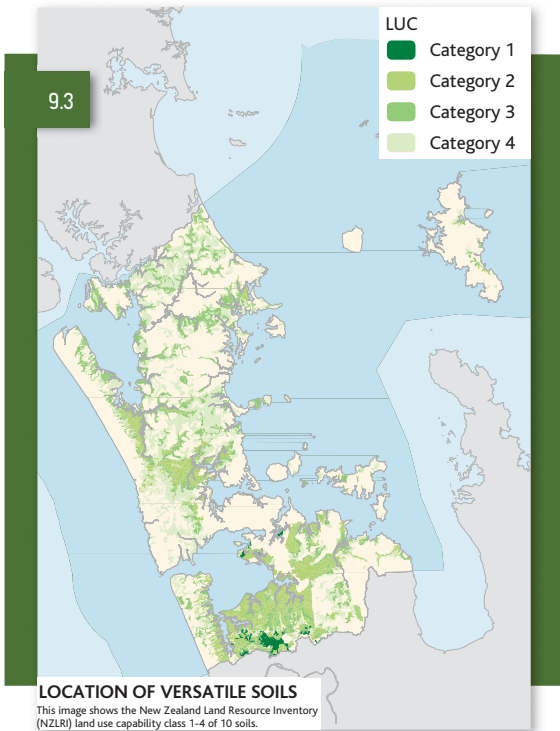 LUC
Category 1
Category 2
Category 3
Category 4
9.3
LOCATION OF VERSATILE SOILS
This image shows the New Zealand Land Resource Inventory
(NZLRI) land use capability class 1-4 of 10 soils.